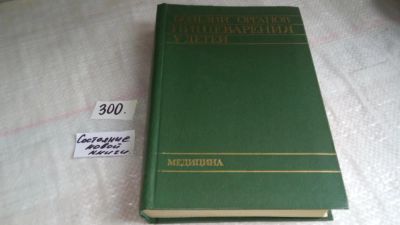 БОЛЕЗНИ ОРГАНОВ
ПИЩЕВАРЕНИЯ
У ДЕТЕЙ
300.
Состояние
новой
книги
МЕДИЦИНА